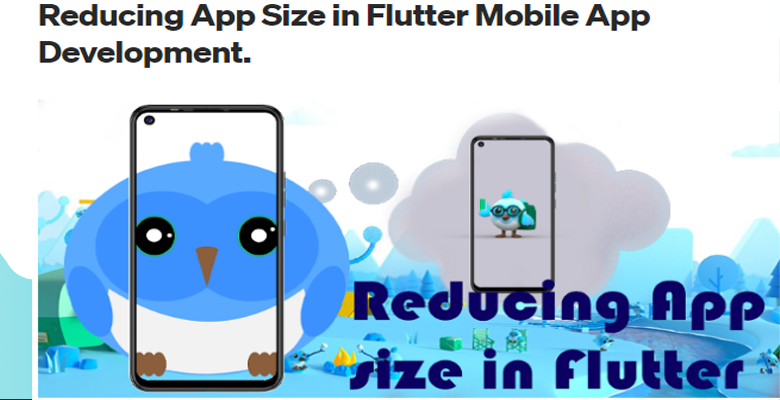 Reducing App Size in Flutter Mobile App
Development.
Reducing App
size in Flutter